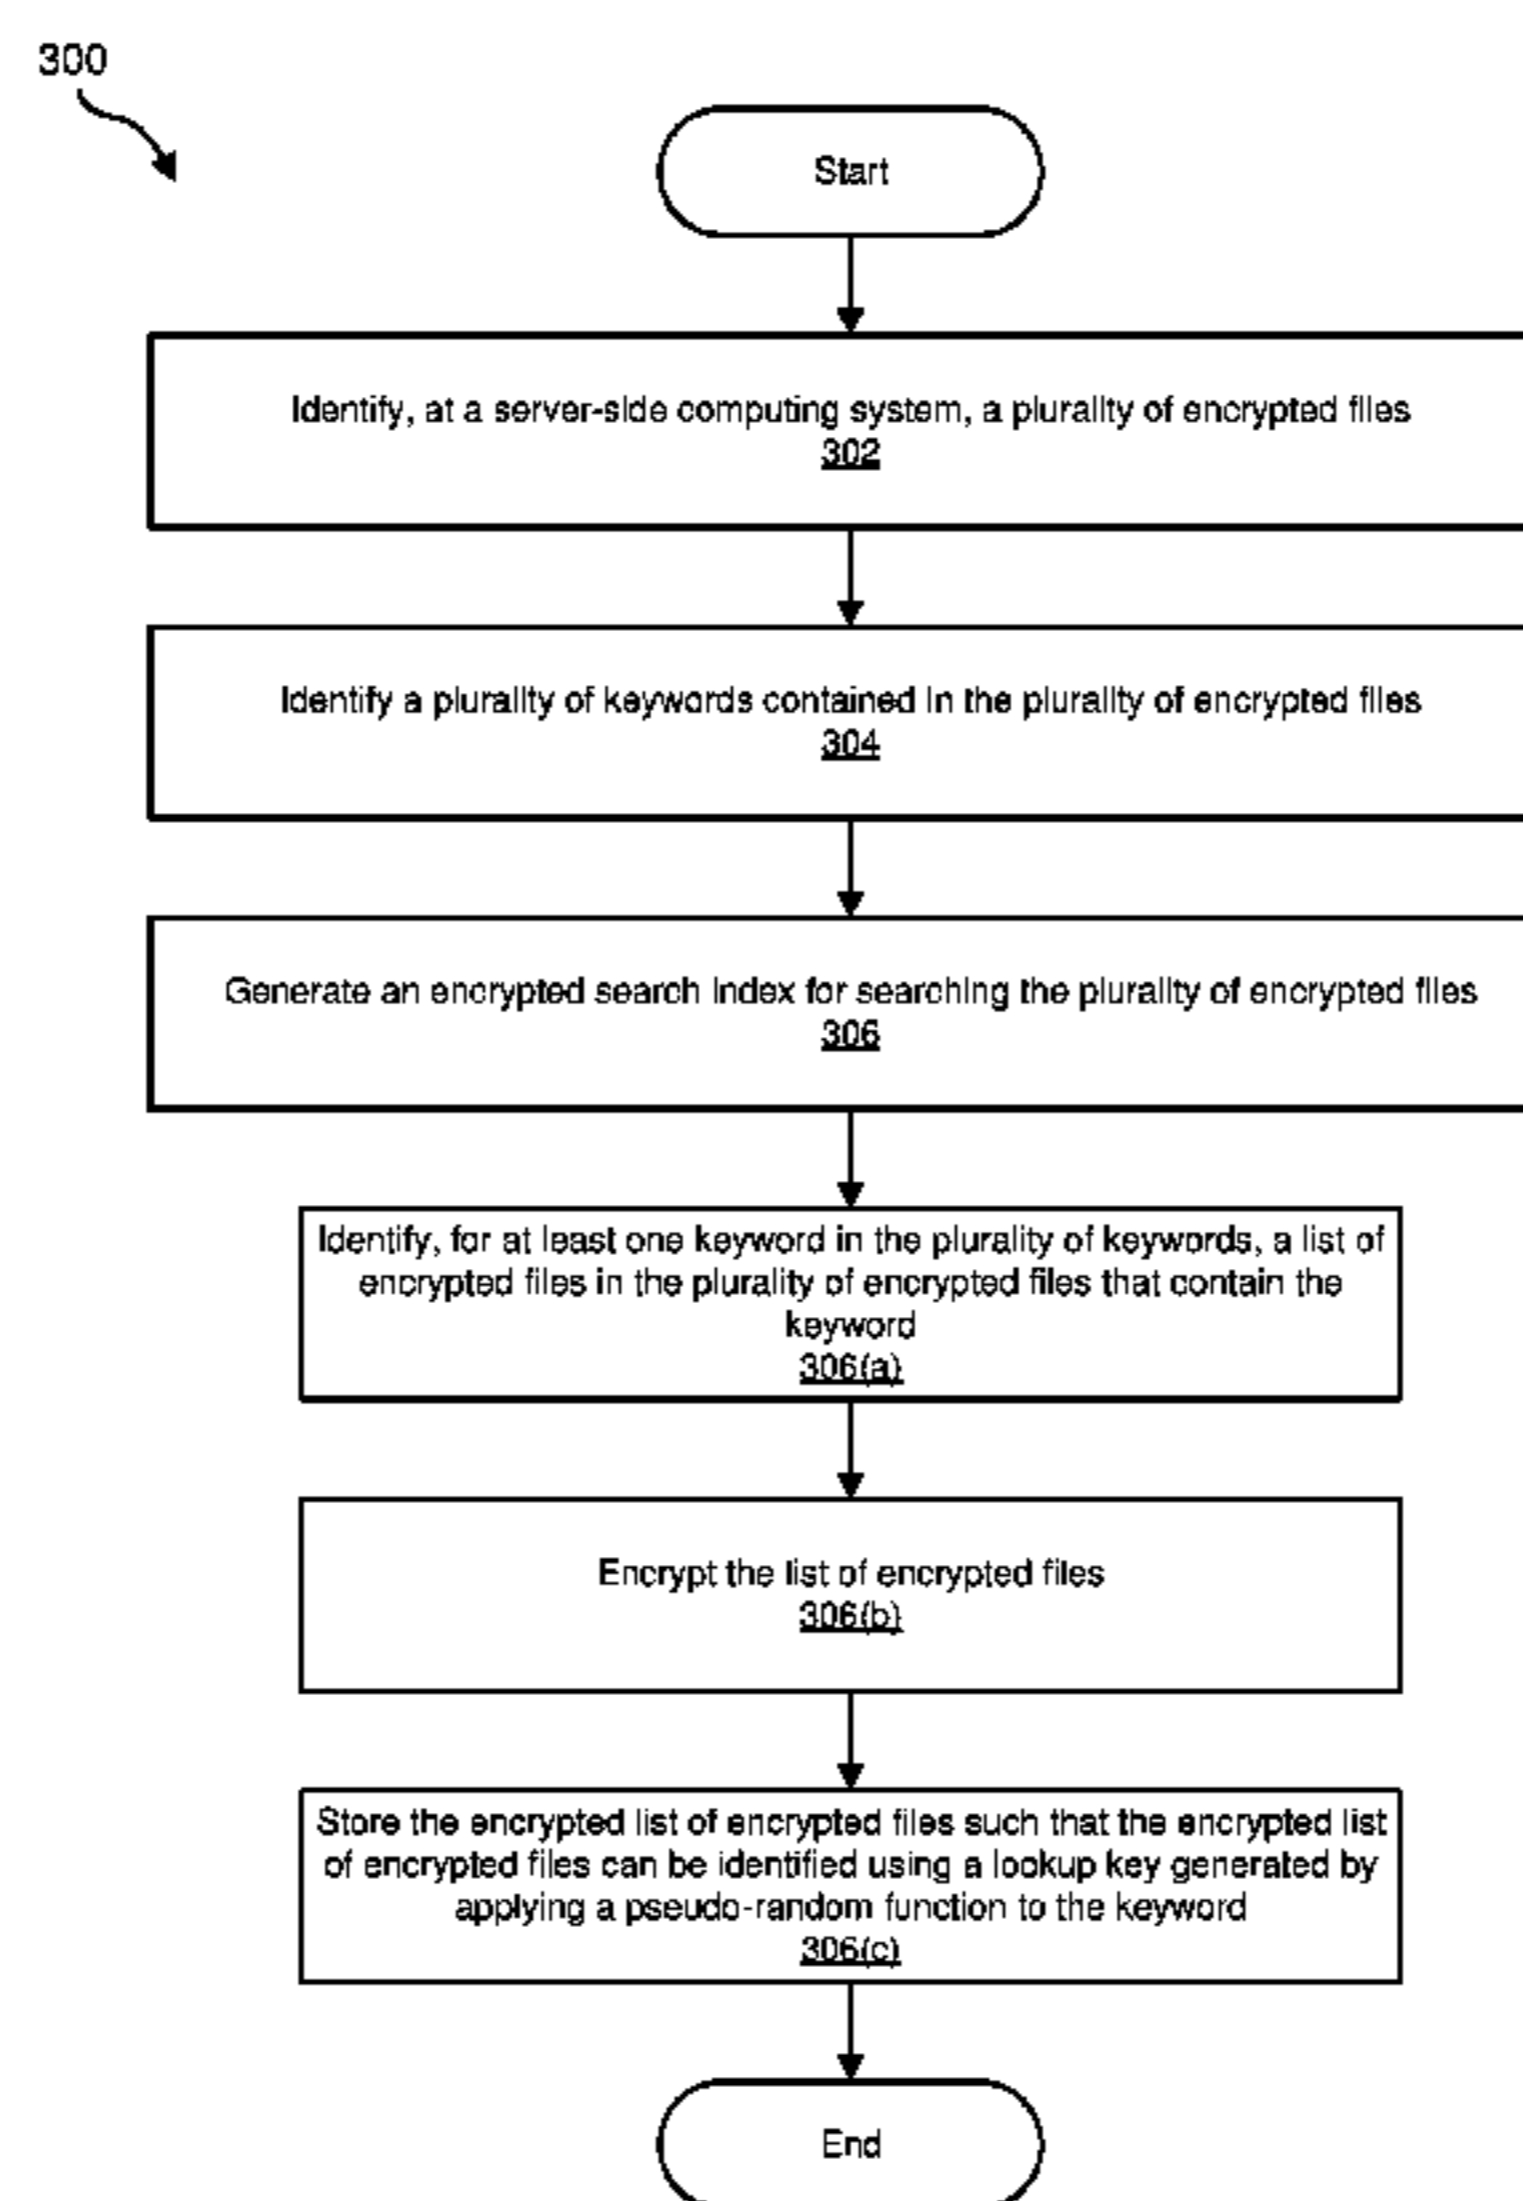 300
Start
Identify, at a server-side computing system, a plurality of encrypted files
302
Identify a plurality of keywords contained in the plurality of encrypted files
304
Generate an encrypted search index for searching the plurality of encrypted files
306
Identify, for at least one keyword in the plurality of keywords, a list of
encrypted files in the plurality of encrypted files that contain the
keyword
306(a)
Encrypt the list of encrypted files
306(b)
Store the encrypted list of encrypted files such that the encrypted list
of encrypted files can be identified using a lookup key generated by
applying a pseudo-random function to the keyword
306(c)
End